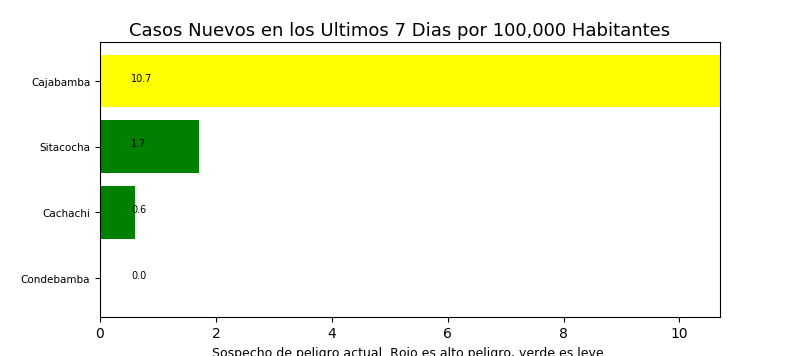 Casos Nuevos en los Ultimos 7 Dias por 100,000 Habitantes
Cajabamba 10.7
Sitacocha 1.7
Cachachi 0.6
Condebamba 0.0
0 2 4 6 8 10
Sospecho de peligro actual. Rojo es alto peligro, verde es leve